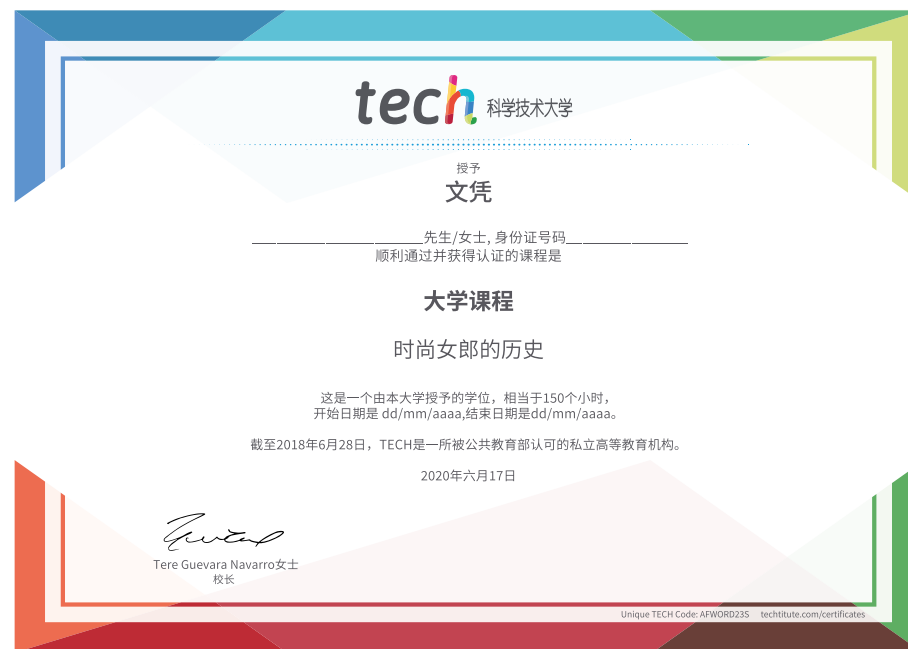 tech 科学技术大学
授予
文凭
______________________先生/女士, 身份证号码________________
顺利通过并获得认证的课程是
大学课程
时尚女郎的历史
这是一个由本大学授予的学位，相当于150个小时，
开始日期是 dd/mm/aaaa,结束日期是dd/mm/aaaa。
截至2018年6月28日，TECH是一所被公共教育部认可的私立高等教育机构。
2020年六月17日
Tere Guevara Navarro女士
校长
Unique TECH Code: AFWORD23S techtitute.com/certificates